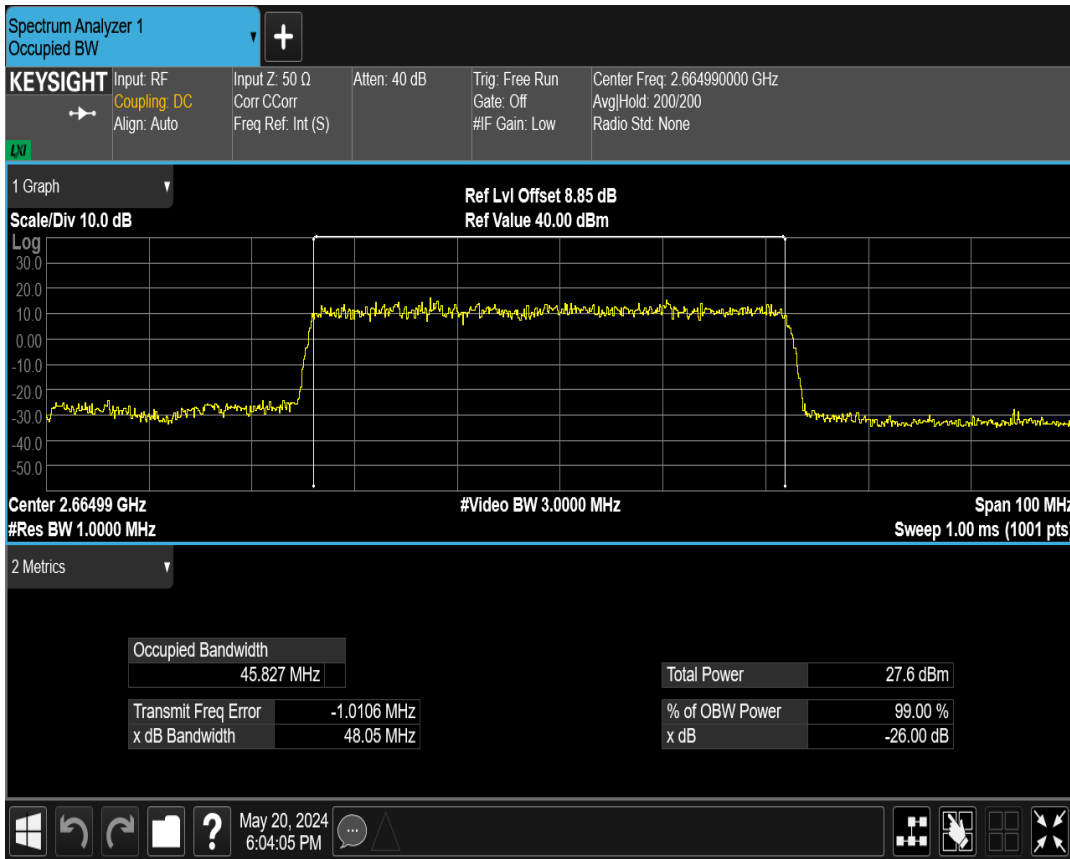 Spectrum Analyzer 1
Occupied BW
+
KEYSIGHT
LXI
Input: RF
Coupling: DC
Align: Auto
Input Z: 50 Ω
Corr CCorr
Freq Ref: Int (S)
Atten: 40 dB
Trig: Free Run
Gate: Off
#IF Gain: Low
Center Freq: 2.664990000 GHz
Avg|Hold: 200/200
Radio Std: None
1 Graph
Scale/Div 10.0 dB
Ref Lvl Offset 8.85 dB
Ref Value 40.00 dBm
Log
30.0
20.0
10.0
0.00
-10.0
-20.0
-30.0
-40.0
-50.0
Center 2.66499 GHz
#Video BW 3.0000 MHz
Span 100 MHz
#Res BW 1.0000 MHz
Sweep 1.00 ms (1001 pts)
2 Metrics
Occupied Bandwidth
45.827 MHz
Transmit Freq Error -1.0106 MHz
x dB Bandwidth 48.05 MHz
Total Power 27.6 dBm
% of OBW Power 99.00 %
x dB -26.00 dB
?
May 20, 2024
6:04:05 PM